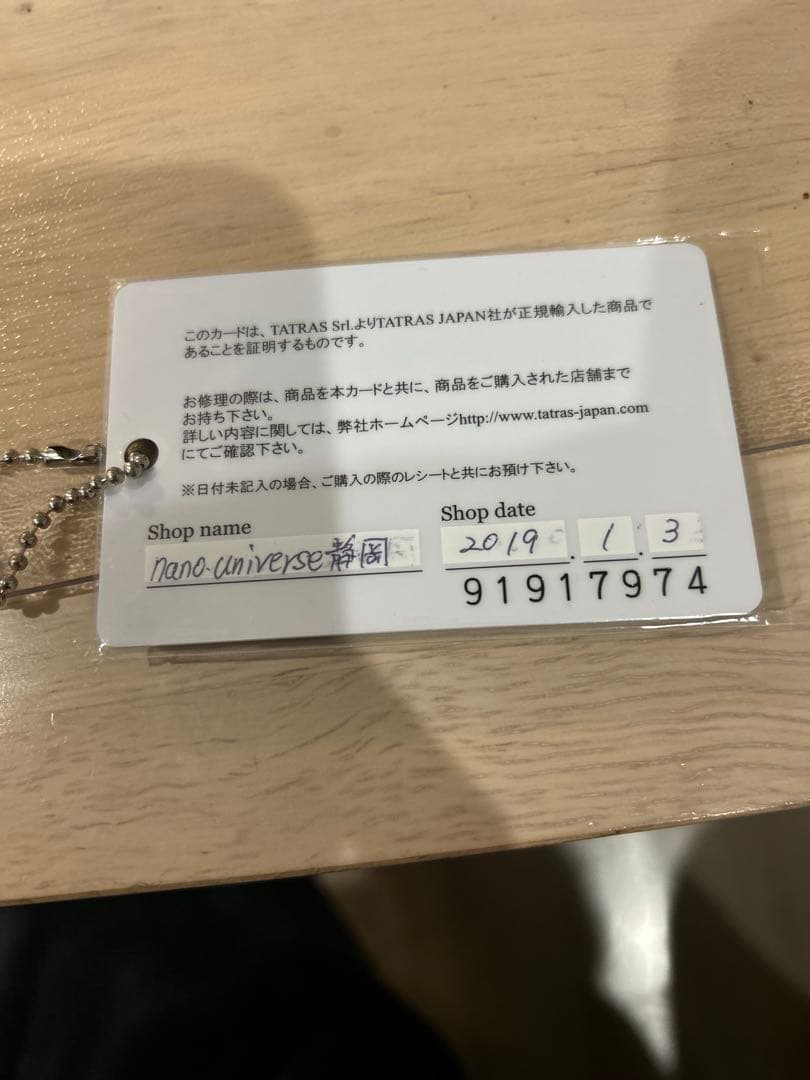 このカードは、TATRAS Srl.よりTATRAS JAPAN社が正規輸入した商品で
あることを証明するものです。
お修理の際は、商品を本カードと共に、商品をご購入された店舗まで
お持ち下さい。
詳しい内容に関しては、弊社ホームページhttp://www.tatras-japan.com
にてご確認下さい。
※日付未記入の場合、ご購入の際のレシートと共にお預け下さい。
Shop name
nano・universe静岡
Shop date
2019.1.3
91917974